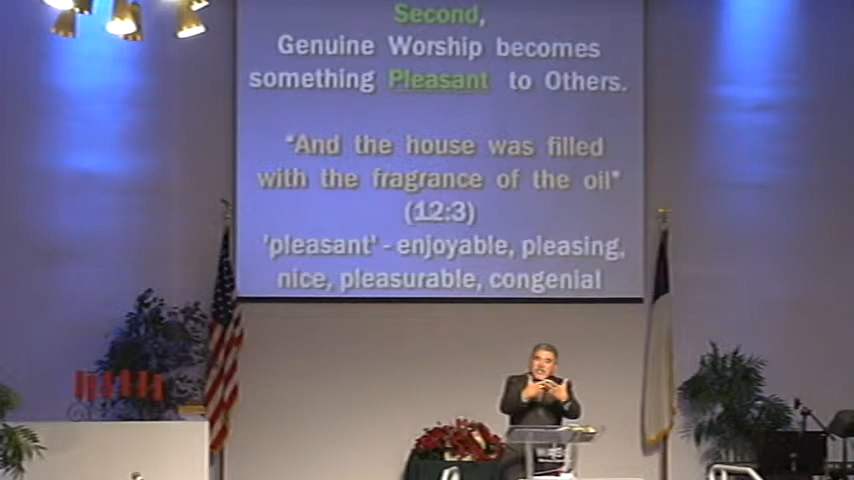 Second,
Genuine Worship becomes
something Pleasant to Others.
"And the house was filled
with the fragrance of the oil"
(12:3)
'pleasant' - enjoyable, pleasing,
nice, pleasurable, congenial